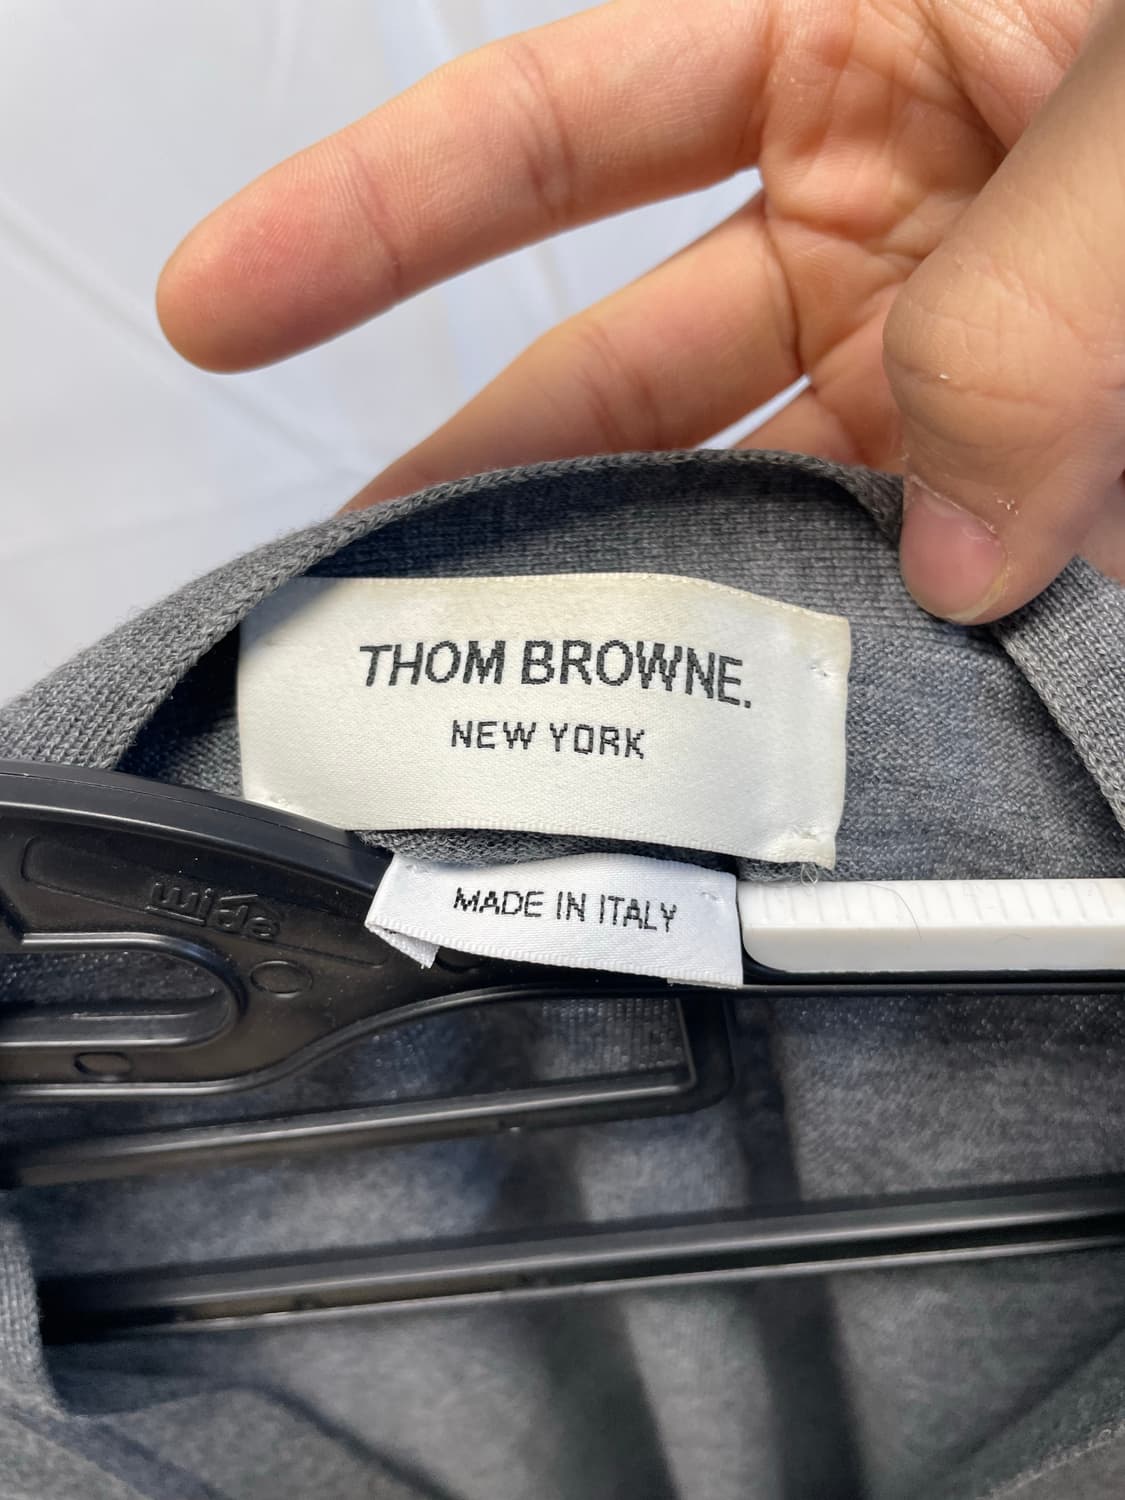 THOM BROWNE.
NEW YORK
MADE IN ITALY
wide